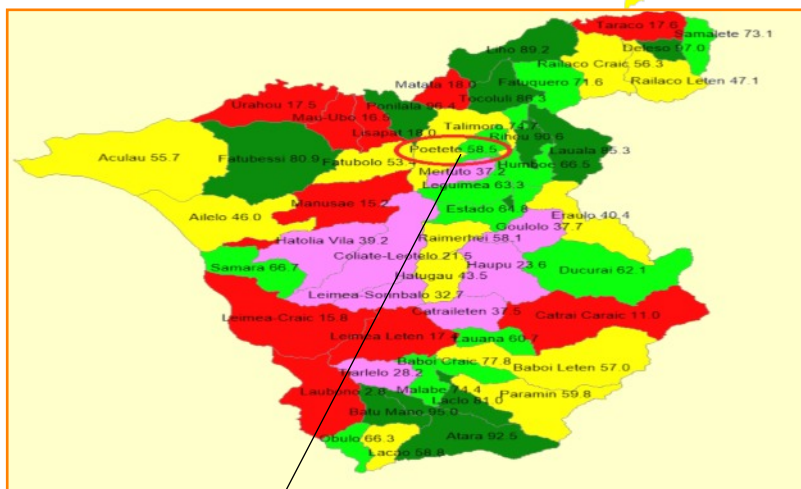 Taraco 17.6
Samalete 73.1
Liho 89.2
Deleso 97.0
Railaco Craic 56.3
Matata 18.0
Fatuquero 71.6
Railaco Leten 47.1
Urahou 17.5
Ponilala 96.4
Tocoluli 86.3
Mau-Ubo 16.5
Lisapat 18.0
Talimoro 74.7
Rihou 90.6
Poetete 58.5
Lauala 85.3
Aculau 55.7
Fatubessi 80.9
Fatubolo 53.4
Humboe 66.5
Mertuto 37.2
Leguimea 63.3
Manusae 15.2
Estado 64.8
Eraulo 40.4
Ailelo 46.0
Goulolo 37.7
Raimerhei 58.1
Hatolia Vila 39.2
Coliate-Leotelo 21.5
Haupu 23.6
Samara 66.7
Hatugau 43.5
Ducurai 62.1
Leimea-Sorinbalo 32.7
Catraileten 37.5
Leimea-Craic 15.8
Catrai Caraic 11.0
Leimea Leten 17.4
Lauana 60.7
Baboi Craic 77.8
Baboi Leten 57.0
Parlelo 28.2
Malabe 74.4
Laubono 2.8
Laclo 81.0
Paramin 59.8
Batu Mano 95.0
Obulo 66.3
Atara 92.5
Lacao 58.8